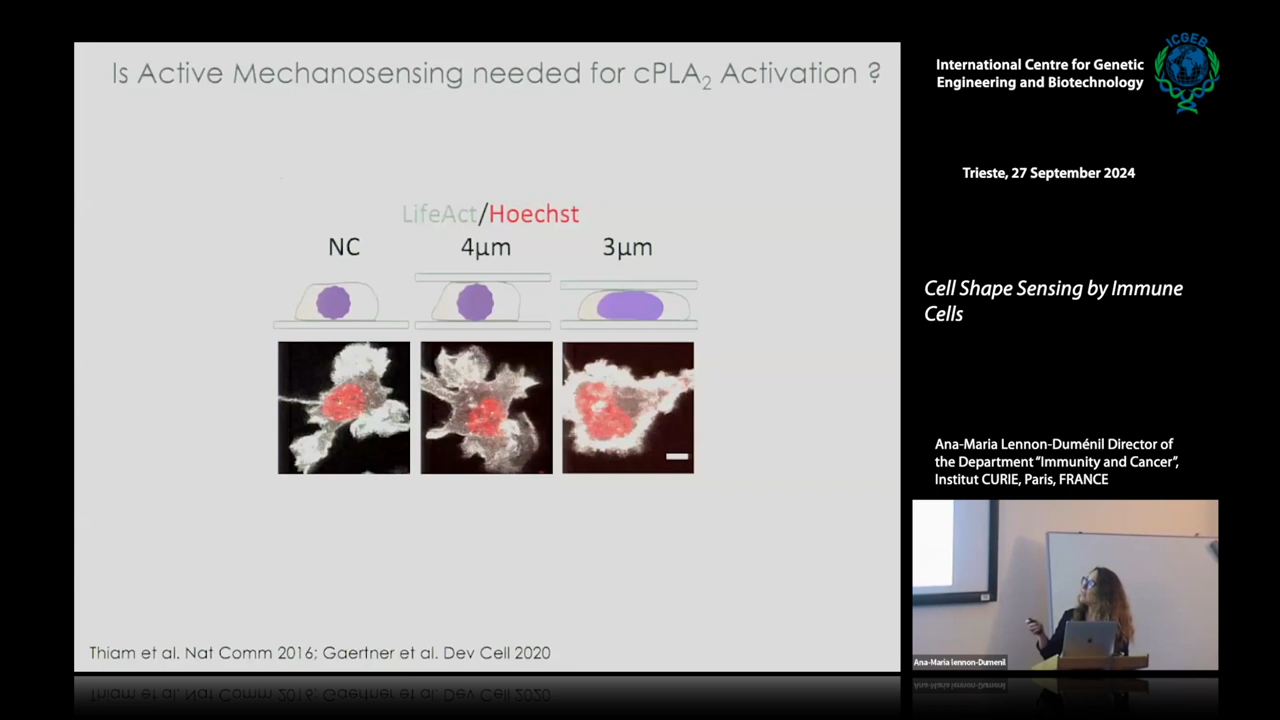 Is Active Mechanosensing needed for cPLA₂ Activation ?
LifeAct/Hoechst
NC
4µm
3µm
Thiam et al. Nat Comm 2016; Gaertner et al. Dev Cell 2020
ICGEB
International Centre for Genetic
Engineering and Biotechnology
Trieste, 27 September 2024
Cell Shape Sensing by Immune
Cells
Ana-Maria Lennon-Duménil Director of
the Department “Immunity and Cancer”,
Institut CURIE, Paris, FRANCE
Ana-Maria lennon-Dumenil